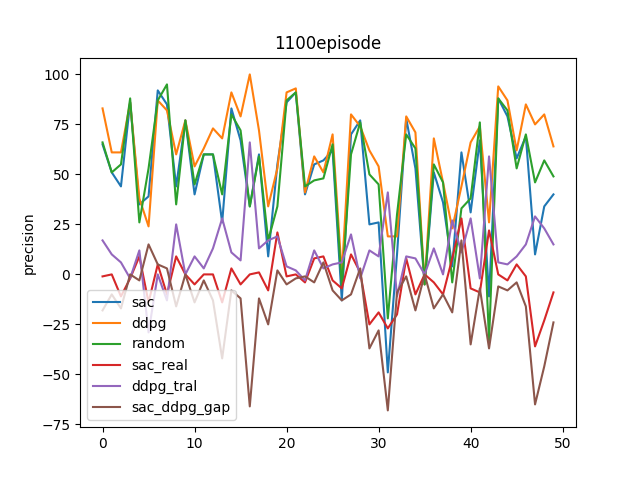 1100episode
precision
100
75
50
25
0
−25
−50
−75
sac
ddpg
random
sac_real
ddpg_tral
sac_ddpg_gap
0
10
20
30
40
50